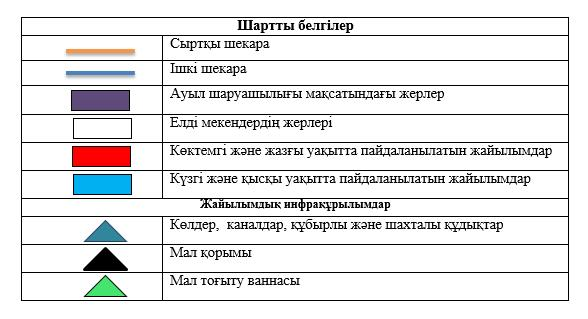 Шартты белгілер
Сыртқы шекара
Ішкі шекара
Ауыл шаруашылығы мақсатындағы жерлер
Елді мекендердің жерлері
Көктемгі және жазғы уақытта пайдаланылатын жайылымдар
Күзгі және қысқы уақытта пайдаланылатын жайылымдар
Жайылымдық инфрақұрылымдар
Көлдер, каналдар, құбырлы және шахталы құдықтар
Мал қорымы
Мал тоғыту ваннасы